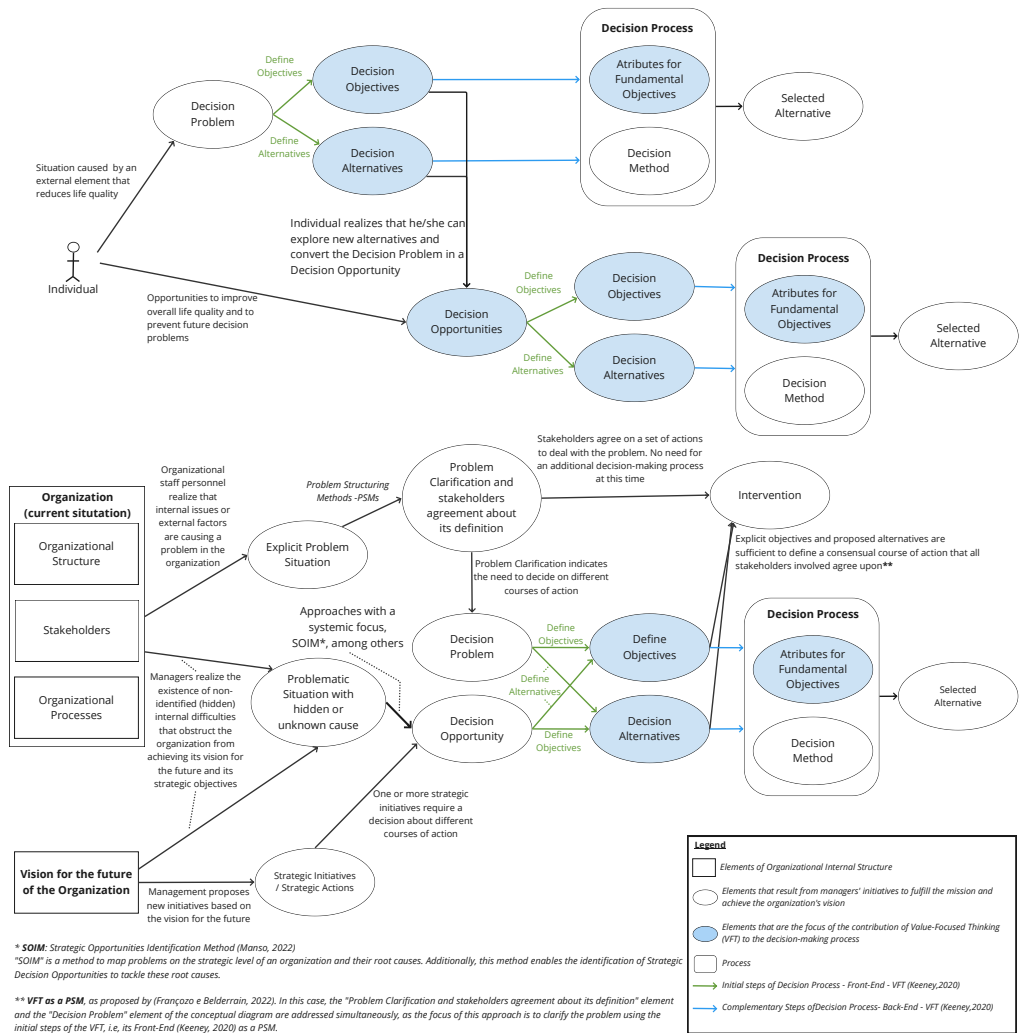 Decision Process
Define
Objectives
Decision
Objectives
Atributes for
Fundamental
Objectives
Decision
Problem
Selected
Alternative
Define
Alternatives
Decision
Alternatives
Decision
Method
Situation caused by an
external element that
reduces life quality
Individual realizes that he/she can
explore new alternatives and
convert the Decision Problem in a
Decision Opportunity
Individual
Opportunities to improve
overall life quality and to
prevent future decision
problems
Decision
Opportunities
Define
Objectives
Decision
Objectives
Define
Alternatives
Decision
Alternatives
Decision Process
Atributes for
Fundamental
Objectives
Decision
Method
Selected
Alternative
Organization
(current situtation)
Organizational
Structure
Stakeholders
Organizational
Processes
Organizational
staff personnel
realize that
internal issues or
external factors
are causing a
problem in the
organization
Explicit Problem
Situation
Problem Structuring
Methods -PSMs
Problem
Clarification and
stakeholders
agreement about
its definition
Stakeholders agree on a set of actions
to deal with the problem. No need for
an additional decision-making process
at this time
Intervention
Explicit objectives and proposed alternatives are
sufficient to define a consensual course of action that all
stakeholders involved agree upon**
Problem Clarification indicates
the need to decide on different
courses of action
Approaches with a
systemic focus,
SOIM*, among others
Managers realize the
existence of non-
identified (hidden)
internal difficulties
that obstruct the
organization from
achieving its vision for
the future and its
strategic objectives
Problematic
Situation with
hidden or
unknown cause
Decision
Problem
Decision
Opportunity
Define
Objectives
Define
Alternatives
Define
Objectives
Define
Objectives
Decision
Alternatives
Decision Process
Atributes for
Fundamental
Objectives
Decision
Method
Selected
Alternative
One or more strategic
initiatives require a
decision about different
courses of action
Vision for the future
of the Organization
Management proposes
new initiatives based on
the vision for the future
Strategic Initiatives
/ Strategic Actions
Legend
Elements of Organizational Internal Structure
Elements that result from managers' initiatives to fulfill the mission and
achieve the organization's vision
Elements that are the focus of the contribution of Value-Focused Thinking
(VFT) to the decision-making process
Process
Initial steps of Decision Process - Front-End - VFT (Keeney,2020)
Complementary Steps ofDecision Process- Back-End - VFT (Keeney,2020)
* SOIM: Strategic Opportunities Identification Method (Manso, 2022)
"SOIM" is a method to map problems on the strategic level of an organization and their root causes. Additionally, this method enables the identification of Strategic
Decision Opportunities to tackle these root causes.
** VFT as a PSM, as proposed by (Françozo e Belderrain, 2022). In this case, the "Problem Clarification and stakeholders agreement about its definition" element
and the "Decision Problem" element of the conceptual diagram are addressed simultaneously, as the focus of this approach is to clarify the problem using the
initial steps of the VFT, i.e, its Front-End (Keeney, 2020) as a PSM.